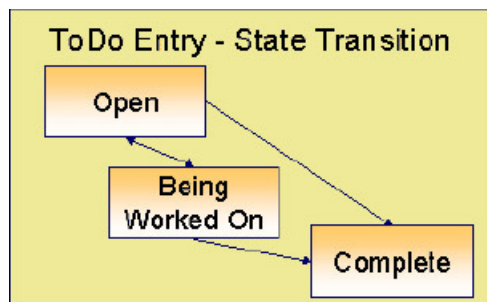 ToDo Entry - State Transition
Open
Being
Worked On
Complete